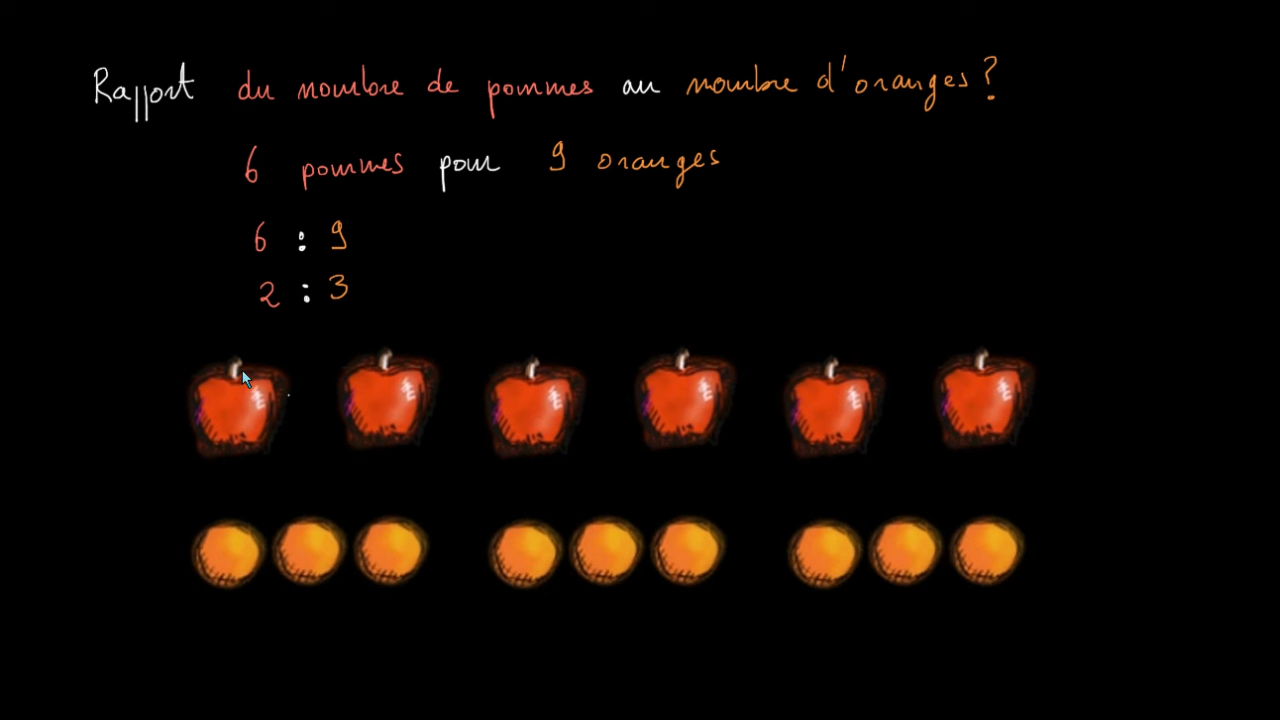 Rapport du nombre de pommes au nombre d'oranges?
6 pommes pour 9 oranges
6 : 9
2 : 3